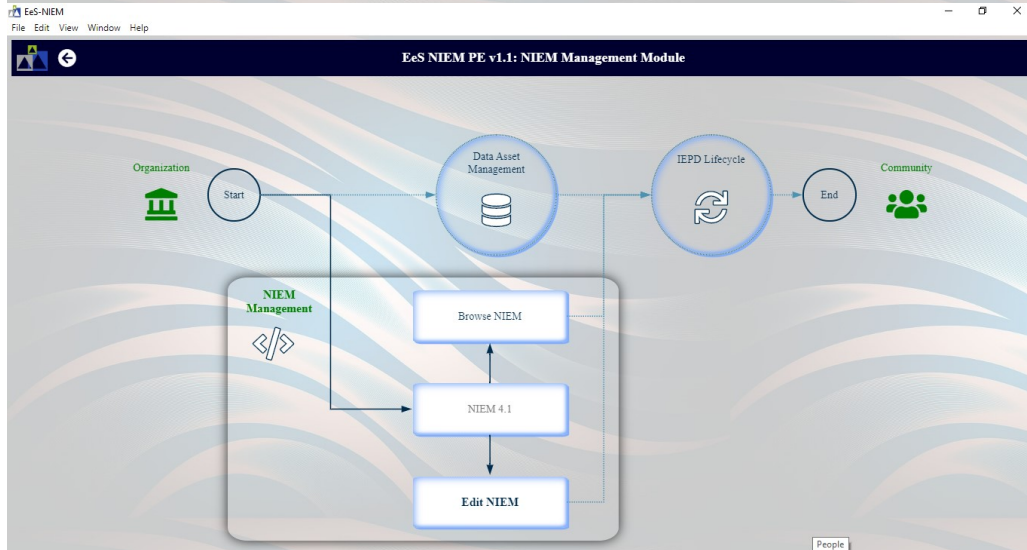 EeS-NIEM
File Edit View Window Help
EeS NIEM PE v1.1: NIEM Management Module
Organization
Start
Data Asset
Management
IEPD Lifecycle
End
Community
NIEM
Management
</>
Browse NIEM
NIEM 4.1
Edit NIEM
People